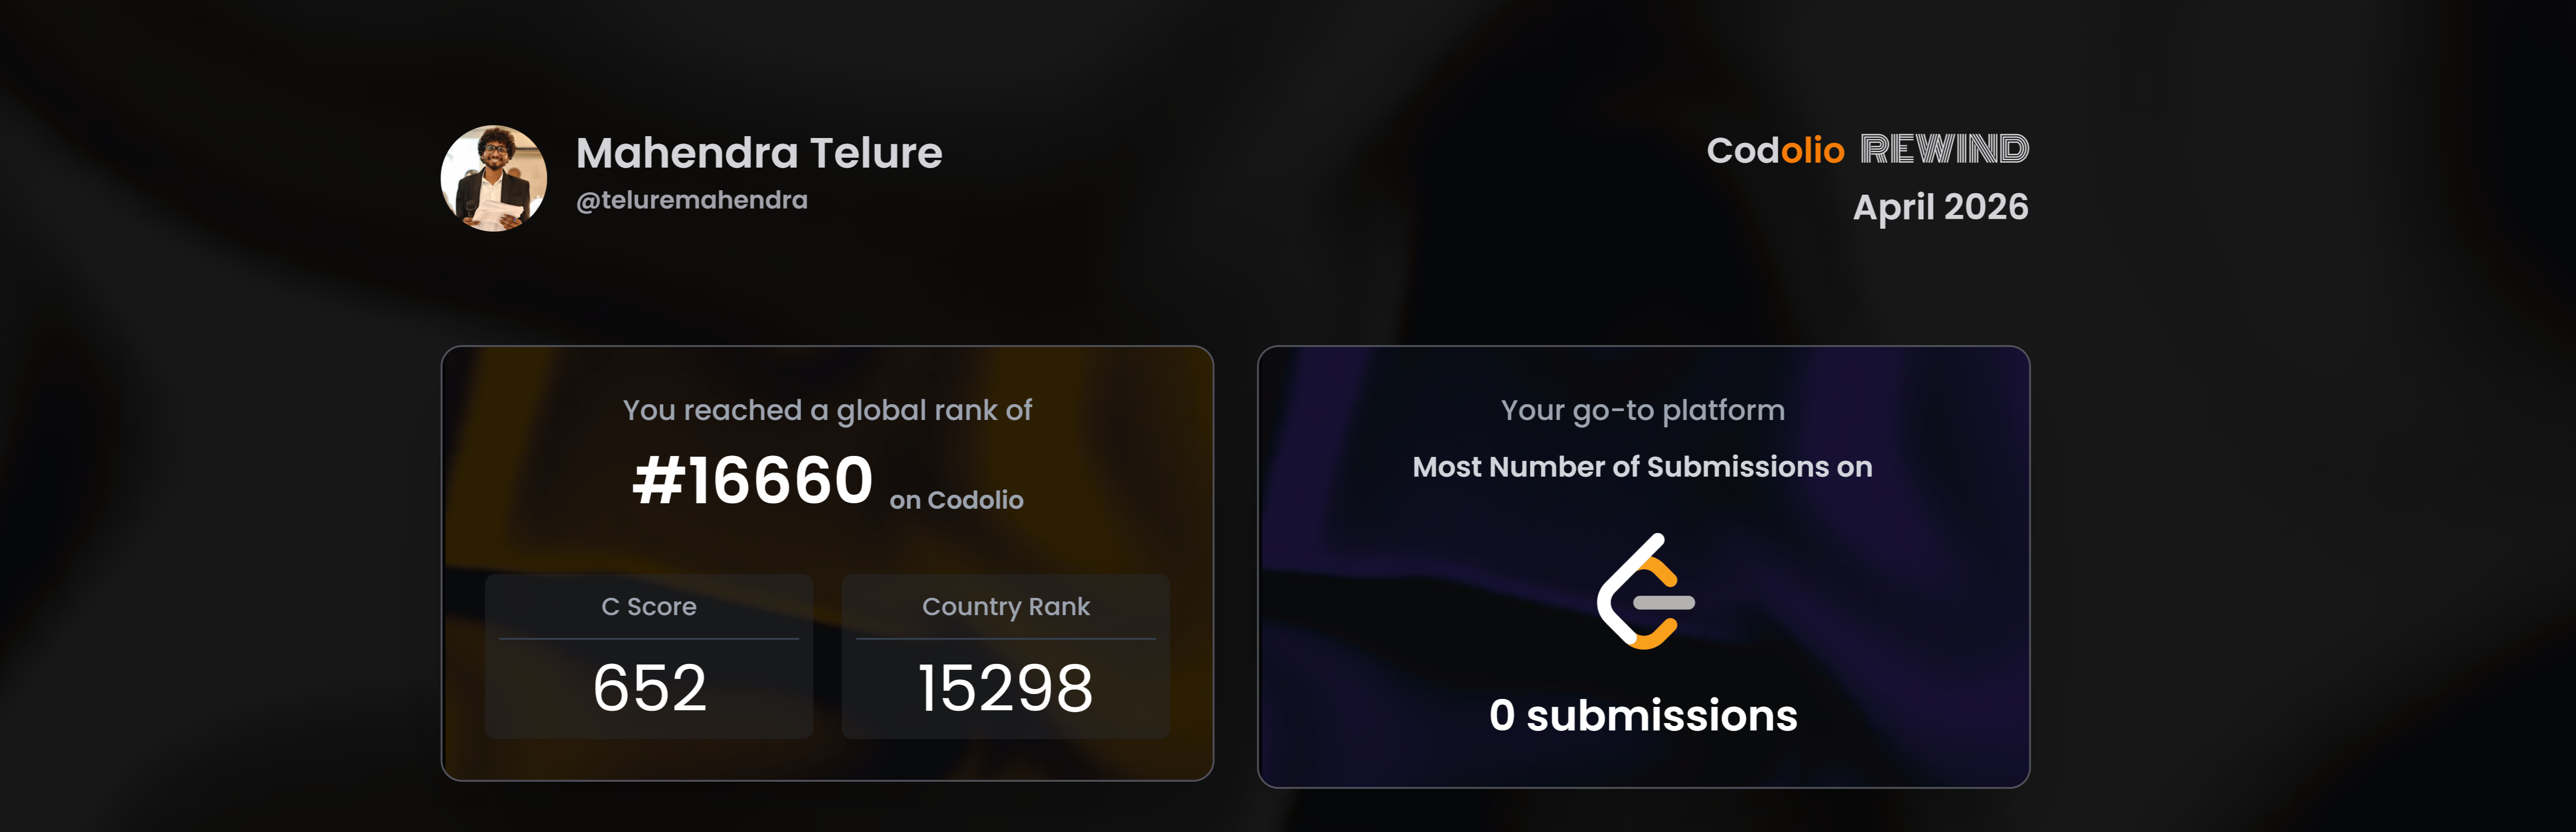 Mahendra Telure
@teluremahendra
Codolio REWIND
April 2026
You reached a global rank of
#16660 on Codolio
C Score
652
Country Rank
15298
Your go-to platform
Most Number of Submissions on
0 submissions